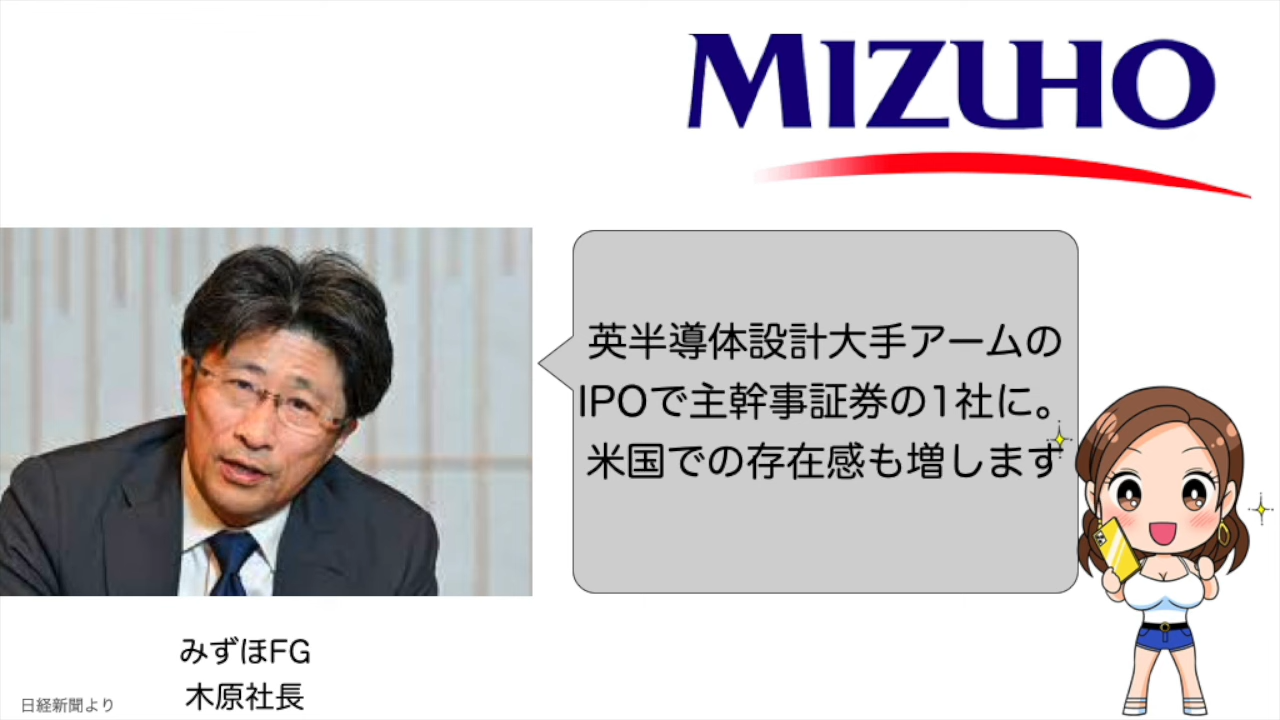 MIZUHO
英半導体設計大手アームの
IPOで主幹事証券の1社に。
米国での存在感も増します
みずほFG
木原社長
日経新聞より